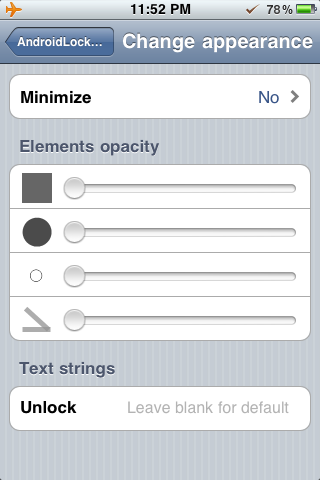 11:52 PM
78%
AndroidLock...
Change appearance
Minimize
No
Elements opacity
Text strings
Unlock
Leave blank for default